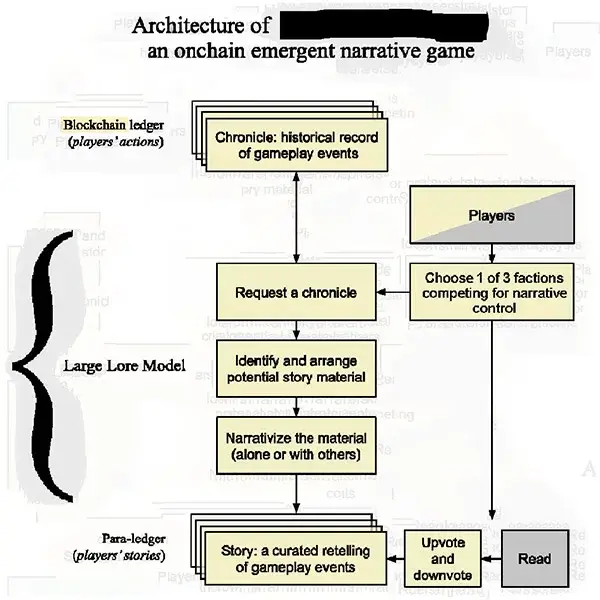 Architecture of
an onchain emergent narrative game
Blockchain ledger
(players' actions)
Chronicle: historical record
of gameplay events
Players
Request a chronicle
Choose 1 of 3 factions
competing for narrative
control
Large Lore Model
Identify and arrange
potential story material
Narrativize the material
(alone or with others)
Para-ledger
(players' stories)
Story: a curated retelling
of gameplay events
Upvote
and
downvote
Read